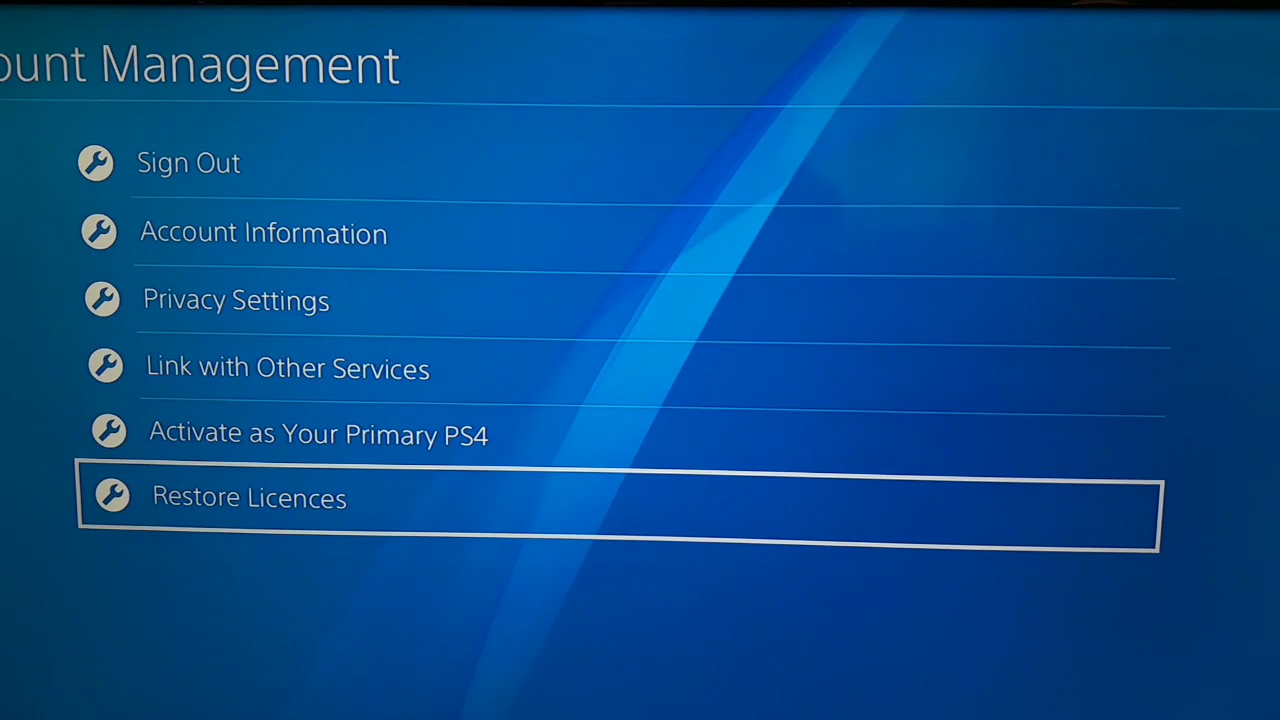 ount Management
Sign Out
Account Information
Privacy Settings
Link with Other Services
Activate as Your Primary PS4
Restore Licences